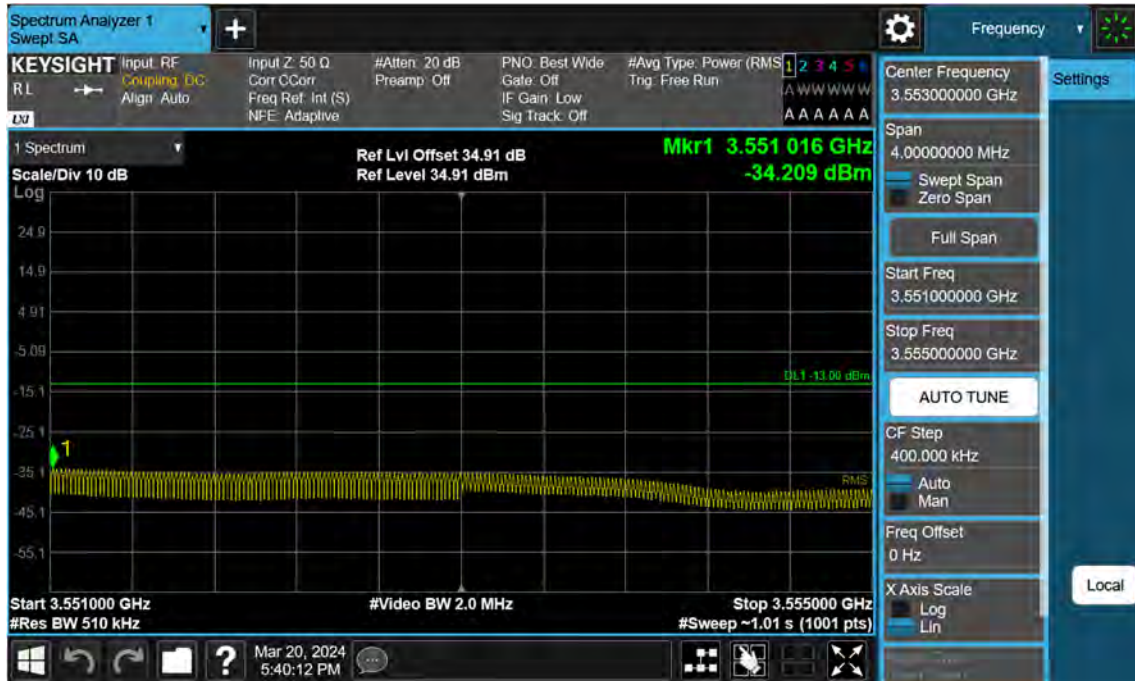 Spectrum Analyzer 1
Swept SA
Frequency
KEYSIGHT
RL
LXI
Input: RF
Coupling: DC
Align: Auto
Input Z: 50 Ω
Corr CCorr
Freq Ref: Int (S)
NFE: Adaptive
#Atten: 20 dB
Preamp: Off
PNO: Best Wide
Gate: Off
IF Gain: Low
Sig Track: Off
#Avg Type: Power (RMS
Trig: Free Run
1 2 3 4 5 6
A W W W W W
A A A A A A
1 Spectrum
Scale/Div 10 dB
Ref Lvl Offset 34.91 dB
Ref Level 34.91 dBm
Mkr1 3.551 016 GHz
-34.209 dBm
Log
24.9
14.9
4.91
-5.09
DL1 -13.00 dBm
-15.1
-25.1
1
-35.1
RMS
-45.1
-55.1
Start 3.551000 GHz
#Res BW 510 kHz
#Video BW 2.0 MHz
Stop 3.555000 GHz
#Sweep ~1.01 s (1001 pts)
?
Mar 20, 2024
5:40:12 PM
Center Frequency
3.553000000 GHz
Span
4.00000000 MHz
Swept Span
Zero Span
Full Span
Start Freq
3.551000000 GHz
Stop Freq
3.555000000 GHz
AUTO TUNE
CF Step
400.000 kHz
Auto
Man
Freq Offset
0 Hz
X Axis Scale
Log
Lin
Settings
Local